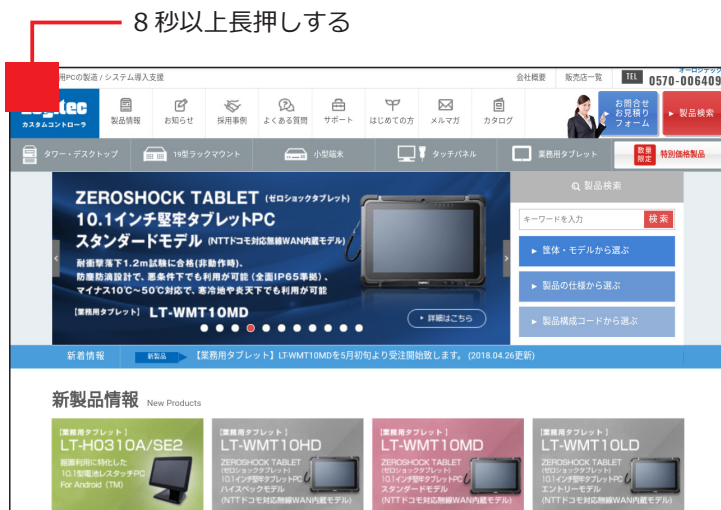 ８秒以上長押しする
用PCの製造 / システム導入支援
会社概要 販売店一覧 TEL オーロジテック
0570-006409
Logitec
カスタムコントローラ
製品情報 お知らせ 採用事例 よくある質問 サポート はじめての方 メルマガ カタログ
お問合せ
お見積り
フォーム
▶ 製品検索
タワー・デスクトップ 19型ラックマウント 小型端末 タッチパネル 業務用タブレット 数量限定 特別価格製品
ZEROSHOCK TABLET (ゼロショックタブレット)
10.1インチ堅牢タブレットPC
スタンダードモデル (NTTドコモ対応無線WAN内蔵モデル)
耐衝撃落下1.2m試験に合格(非動作時)、
防塵防滴設計で、悪条件下でも利用が可能 (全面IP65準拠) 、
マイナス10℃~50℃対応で、寒冷地や炎天下でも利用が可能
[業務用タブレット] LT-WMT10MD
▸ 詳細はこちら
製品検索
キーワードを入力 検索
▶ 筐体・モデルから選ぶ
▶ 製品の仕様から選ぶ
▶ 製品構成コードから選ぶ
新着情報 新製品 【業務用タブレット】LT-WMT10MDを5月初旬より受注開始致します。 (2018.04.26更新)
新製品情報 New Products
[業務用タブレット]
LT-H0310A/SE2
据置利用に特化した
10.1型電池レスタッチPC
For Android (TM)
[業務用タブレット]
LT-WMT10HD
ZEROSHOCK TABLET
(ゼロショックタブレット)
10.1インチ堅牢タブレットPC
ハイスペックモデル
(NTTドコモ対応無線WAN内蔵モデル)
[業務用タブレット]
LT-WMT10MD
ZEROSHOCK TABLET
(ゼロショックタブレット)
10.1インチ堅牢タブレットPC
スタンダードモデル
(NTTドコモ対応無線WAN内蔵モデル)
[業務用タブレット]
LT-WMT10LD
ZEROSHOCK TABLET
(ゼロショックタブレット)
10.1インチ堅牢タブレットPC
エントリーモデル
(NTTドコモ対応無線WAN内蔵モデル)